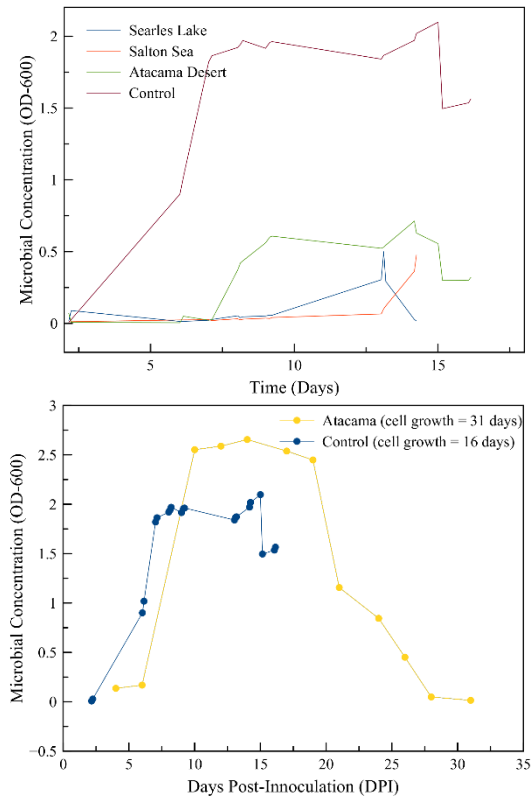 Searles Lake
Salton Sea
Atacama Desert
Control
Microbial Concentration (OD-600)
2
1.5
1
0.5
0
5
10
15
Time (Days)
Atacama (cell growth = 31 days)
Control (cell growth = 16 days)
Microbial Concentration (OD-600)
3
2.5
2
1.5
1
0.5
0
−0.5
0
5
10
15
20
25
30
35
Days Post-Innoculation (DPI)